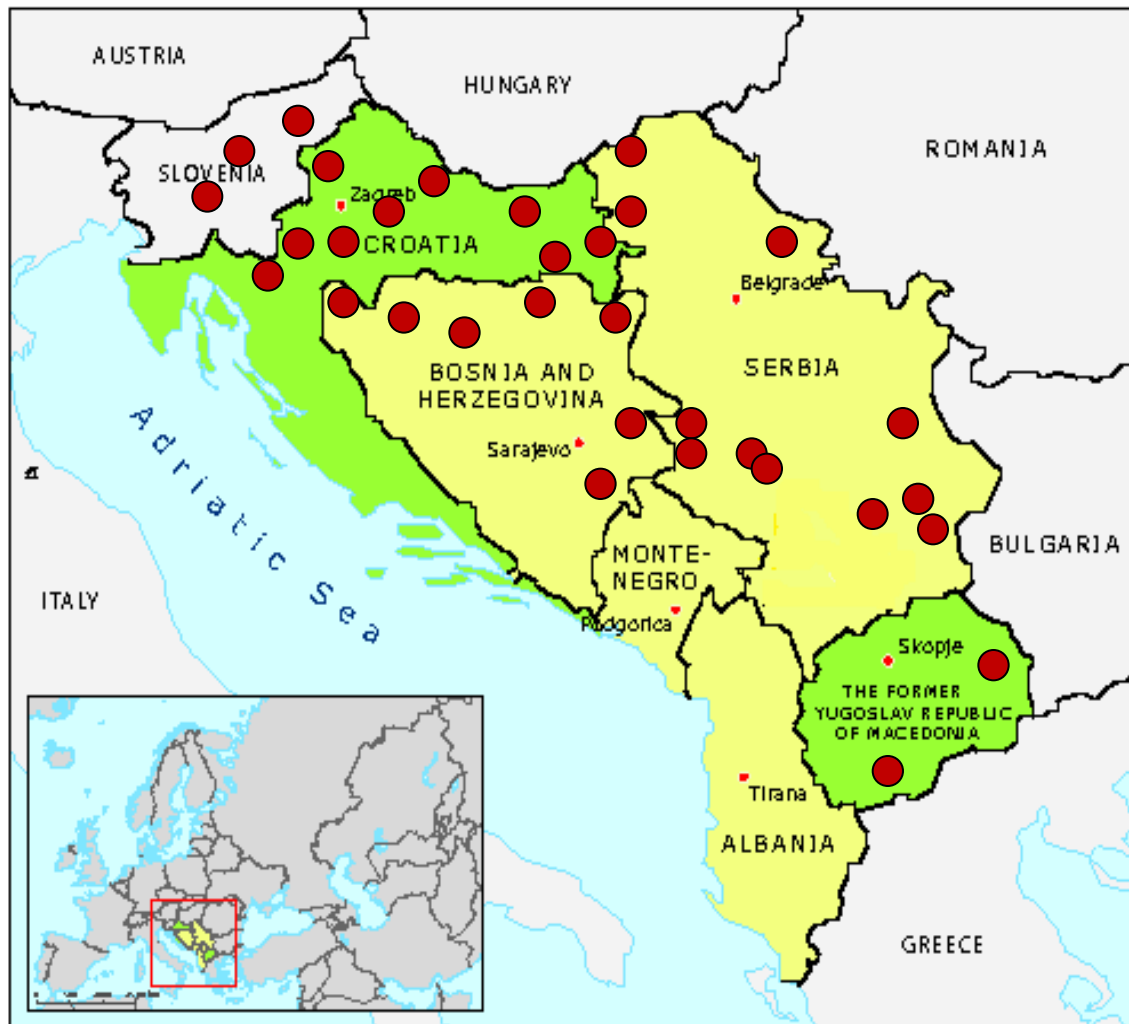 AUSTRIA
HUNGARY
ROMANIA
SLOVENIA
Zagreb
CROATIA
Belgrade
SERBIA
BOSNIA AND
HERZEGOVINA
Sarajevo
Adriatic Sea
MONTE-
NEGRO
BULGARIA
ITALY
Podgorica
Skopje
THE FORMER
YUGOSLAV REPUBLIC
OF MACEDONIA
Tirana
ALBANIA
GREECE